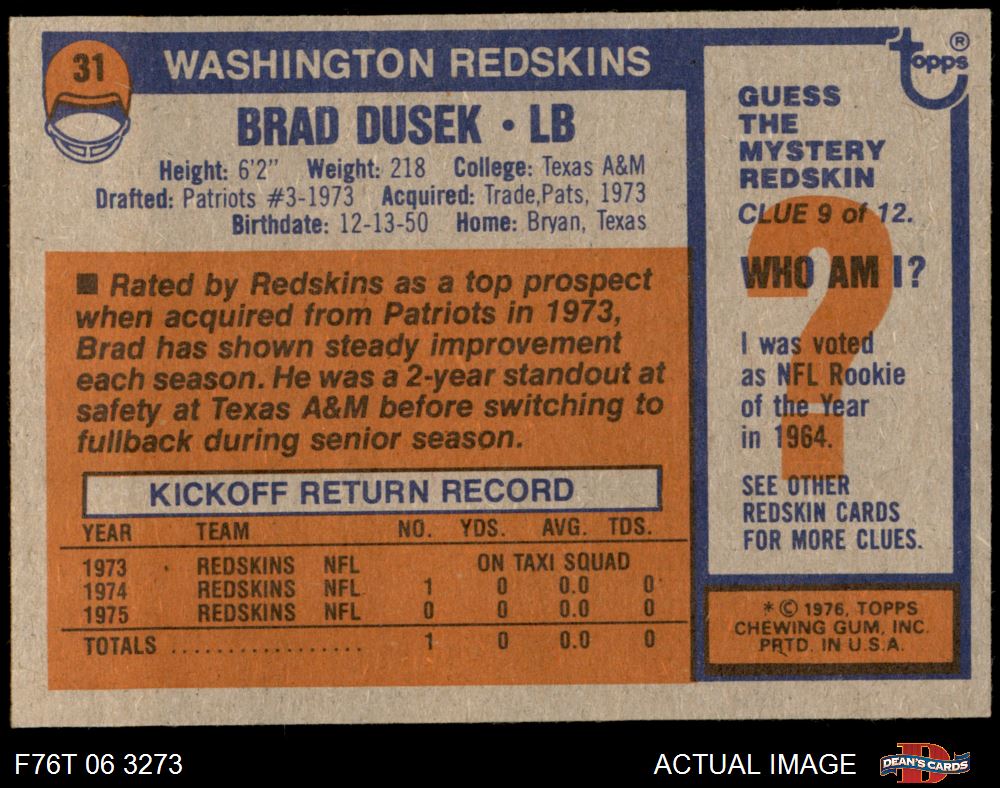 31
WASHINGTON REDSKINS
BRAD DUSEK • LB
Height: 6'2" Weight: 218 College: Texas A&M
Drafted: Patriots #3-1973 Acquired: Trade,Pats, 1973
Birthdate: 12-13-50 Home: Bryan, Texas
■ Rated by Redskins as a top prospect
when acquired from Patriots in 1973,
Brad has shown steady improvement
each season. He was a 2-year standout at
safety at Texas A&M before switching to
fullback during senior season.
KICKOFF RETURN RECORD
YEAR TEAM NO. YDS. AVG. TDS.
1973 REDSKINS NFL ON TAXI SQUAD
1974 REDSKINS NFL 1 0 0.0 0
1975 REDSKINS NFL 0 0 0.0 0
TOTALS ................. 1 0 0.0 0
topps ®
GUESS
THE
MYSTERY
REDSKIN
CLUE 9 of 12.
WHO AM I?
I was voted
as NFL Rookie
of the Year
in 1964.
SEE OTHER
REDSKIN CARDS
FOR MORE CLUES.
* © 1976, TOPPS
CHEWING GUM, INC.
PRTD. IN U.S.A.
F76T 06 3273
ACTUAL IMAGE
D
DEAN'S CARDS